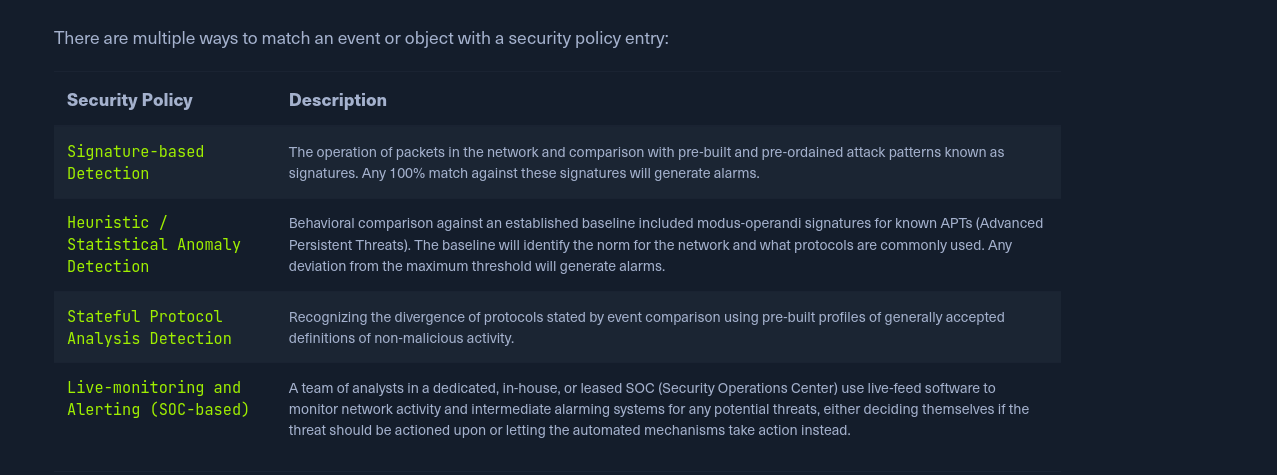 There are multiple ways to match an event or object with a security policy entry:
Security Policy Description
Signature-based
Detection
The operation of packets in the network and comparison with pre-built and pre-ordained attack patterns known as
signatures. Any 100% match against these signatures will generate alarms.
Heuristic /
Statistical Anomaly
Detection
Behavioral comparison against an established baseline included modus-operandi signatures for known APTs (Advanced
Persistent Threats). The baseline will identify the norm for the network and what protocols are commonly used. Any
deviation from the maximum threshold will generate alarms.
Stateful Protocol
Analysis Detection
Recognizing the divergence of protocols stated by event comparison using pre-built profiles of generally accepted
definitions of non-malicious activity.
Live-monitoring and
Alerting (SOC-based)
A team of analysts in a dedicated, in-house, or leased SOC (Security Operations Center) use live-feed software to
monitor network activity and intermediate alarming systems for any potential threats, either deciding themselves if the
threat should be actioned upon or letting the automated mechanisms take action instead.